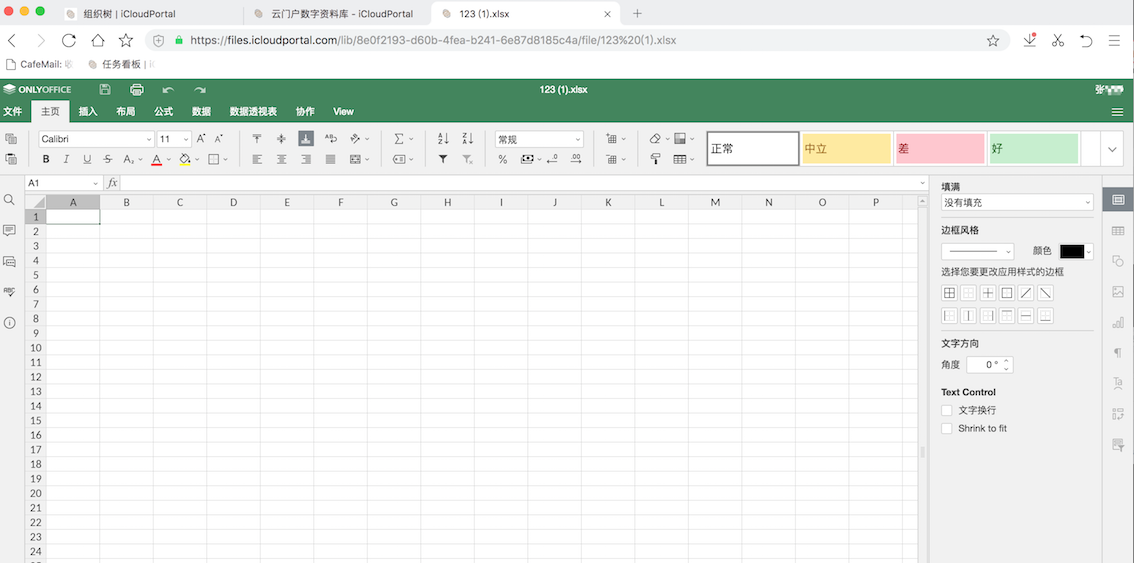 组织树 | iCloudPortal
云门户数字资料库 - iCloudPortal
123 (1).xlsx
https://files.icloudportal.com/lib/8e0f2193-d60b-4fea-b241-6e87d8185c4a/file/123%20(1).xlsx
CafeMail:
任务看板 | i
ONLYOFFICE
123 (1).xlsx
张
文件 主页 插入 布局 公式 数据 数据透视表 协作 View
Calibri 11 常规
正常 中立 差 好
A1 fx
A B C D E F G H I J K L M N O P
1
2
3
4
5
6
7
8
9
10
11
12
13
14
15
16
17
18
19
20
21
22
23
24
填满
没有填充
边框风格
颜色
选择您要更改应用样式的边框
文字方向
角度 0 °
Text Control
文字换行
Shrink to fit